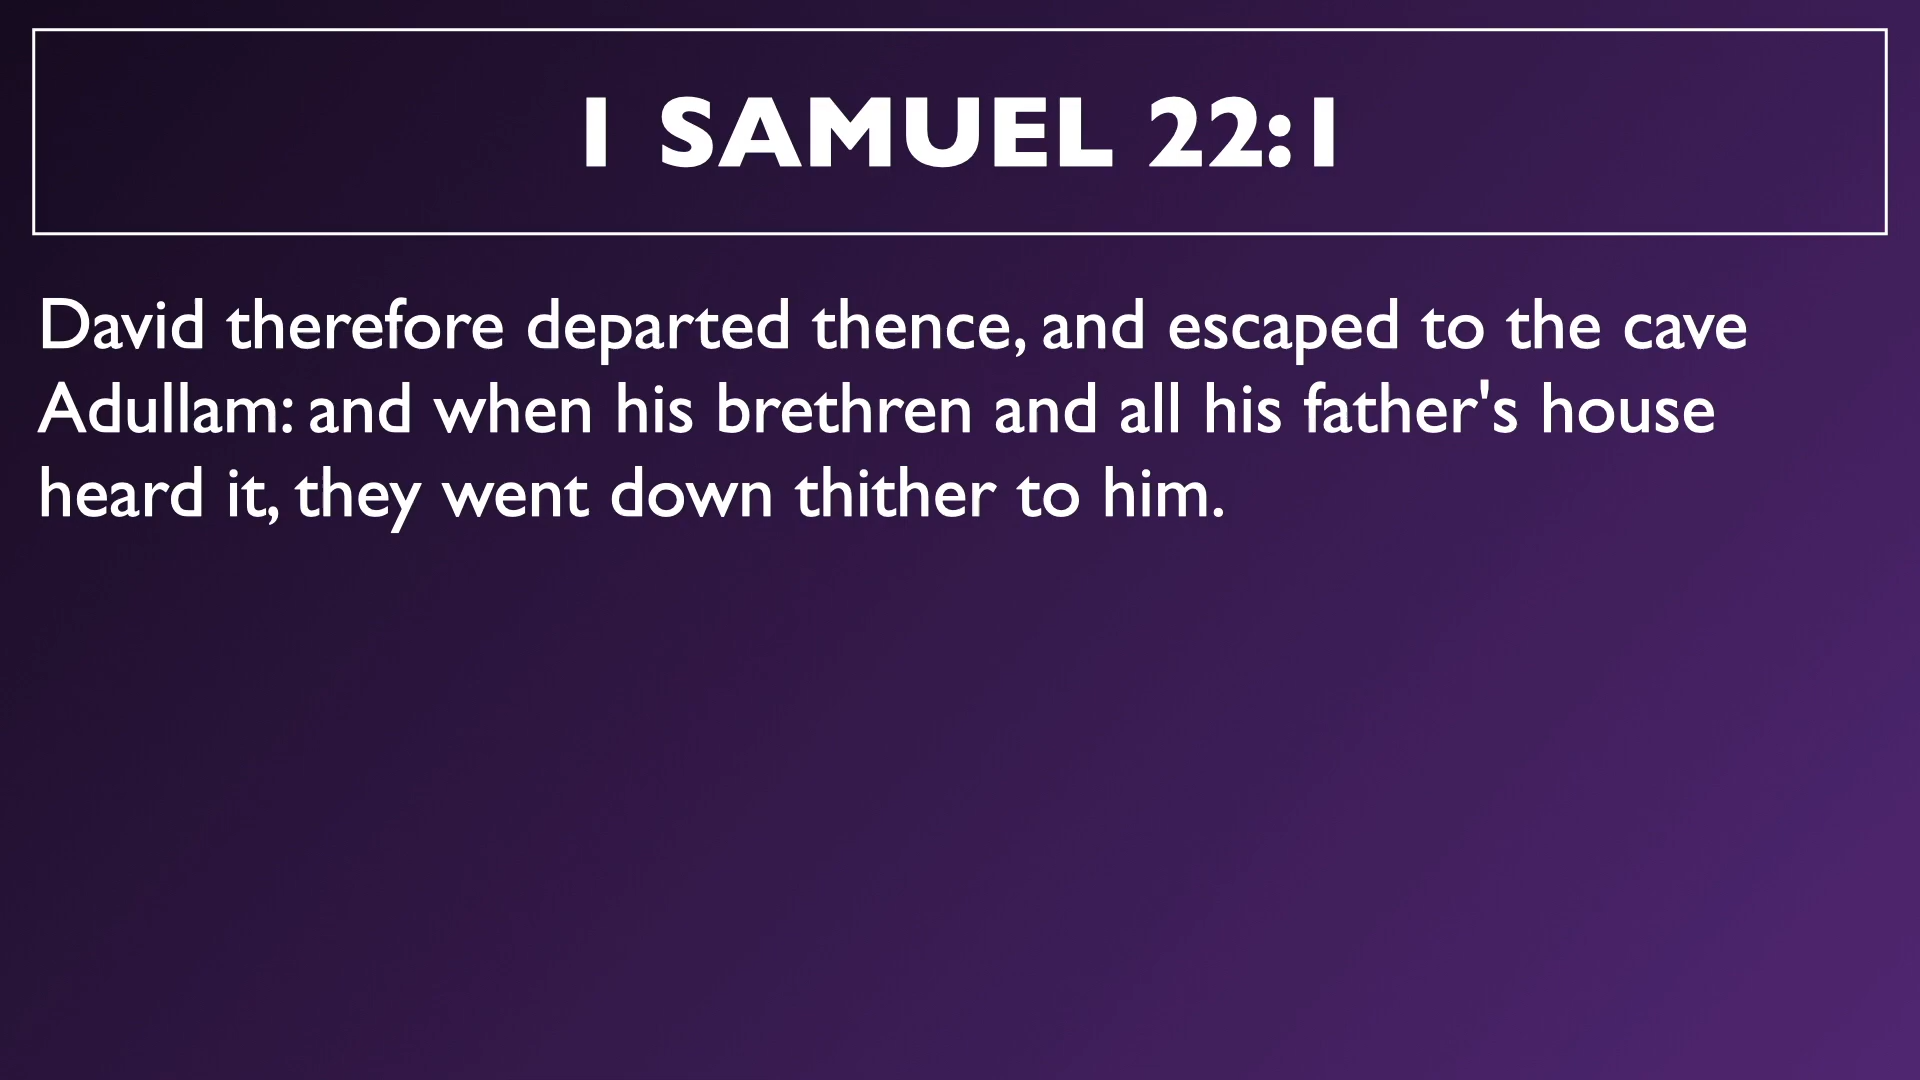 1 SAMUEL 22:1
David therefore departed thence, and escaped to the cave
Adullam: and when his brethren and all his father's house
heard it, they went down thither to him.